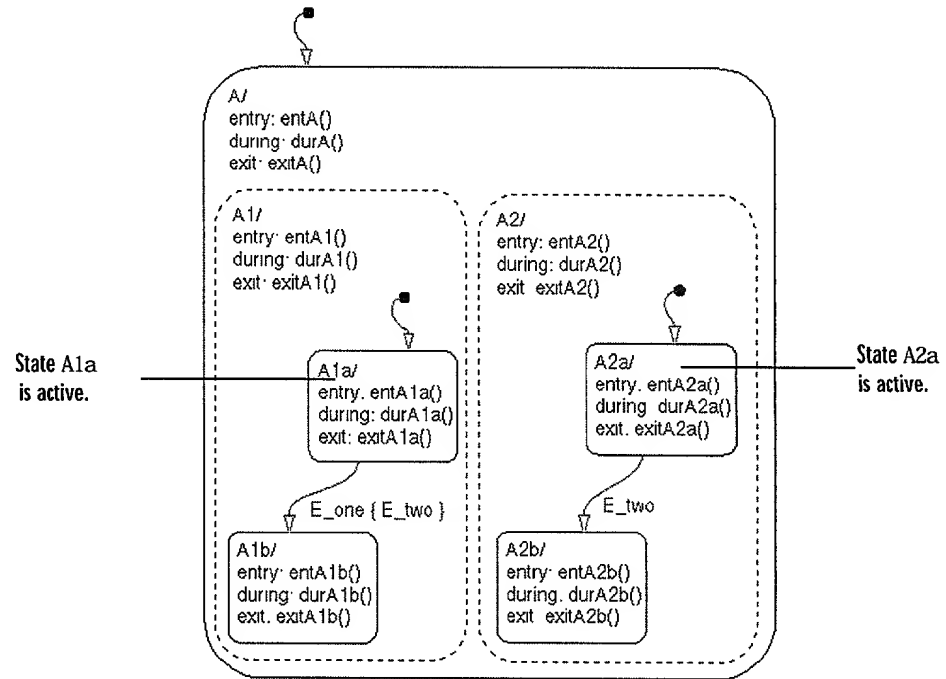 A/
entry: entA()
during· durA()
exit· exitA()
A1/
entry· entA1()
during· durA1()
exit· exitA1()
A2/
entry: entA2()
during: durA2()
exit exitA2()
State A1a
is active.
A1a/
entry. entA1a()
during: durA1a()
exit: exitA1a()
A2a/
entry. entA2a()
during durA2a()
exit. exitA2a()
State A2a
is active.
E_one { E_two }
E_two
A1b/
entry· entA1b()
during· durA1b()
exit. exitA1b()
A2b/
entry· entA2b()
during. durA2b()
exit exitA2b()